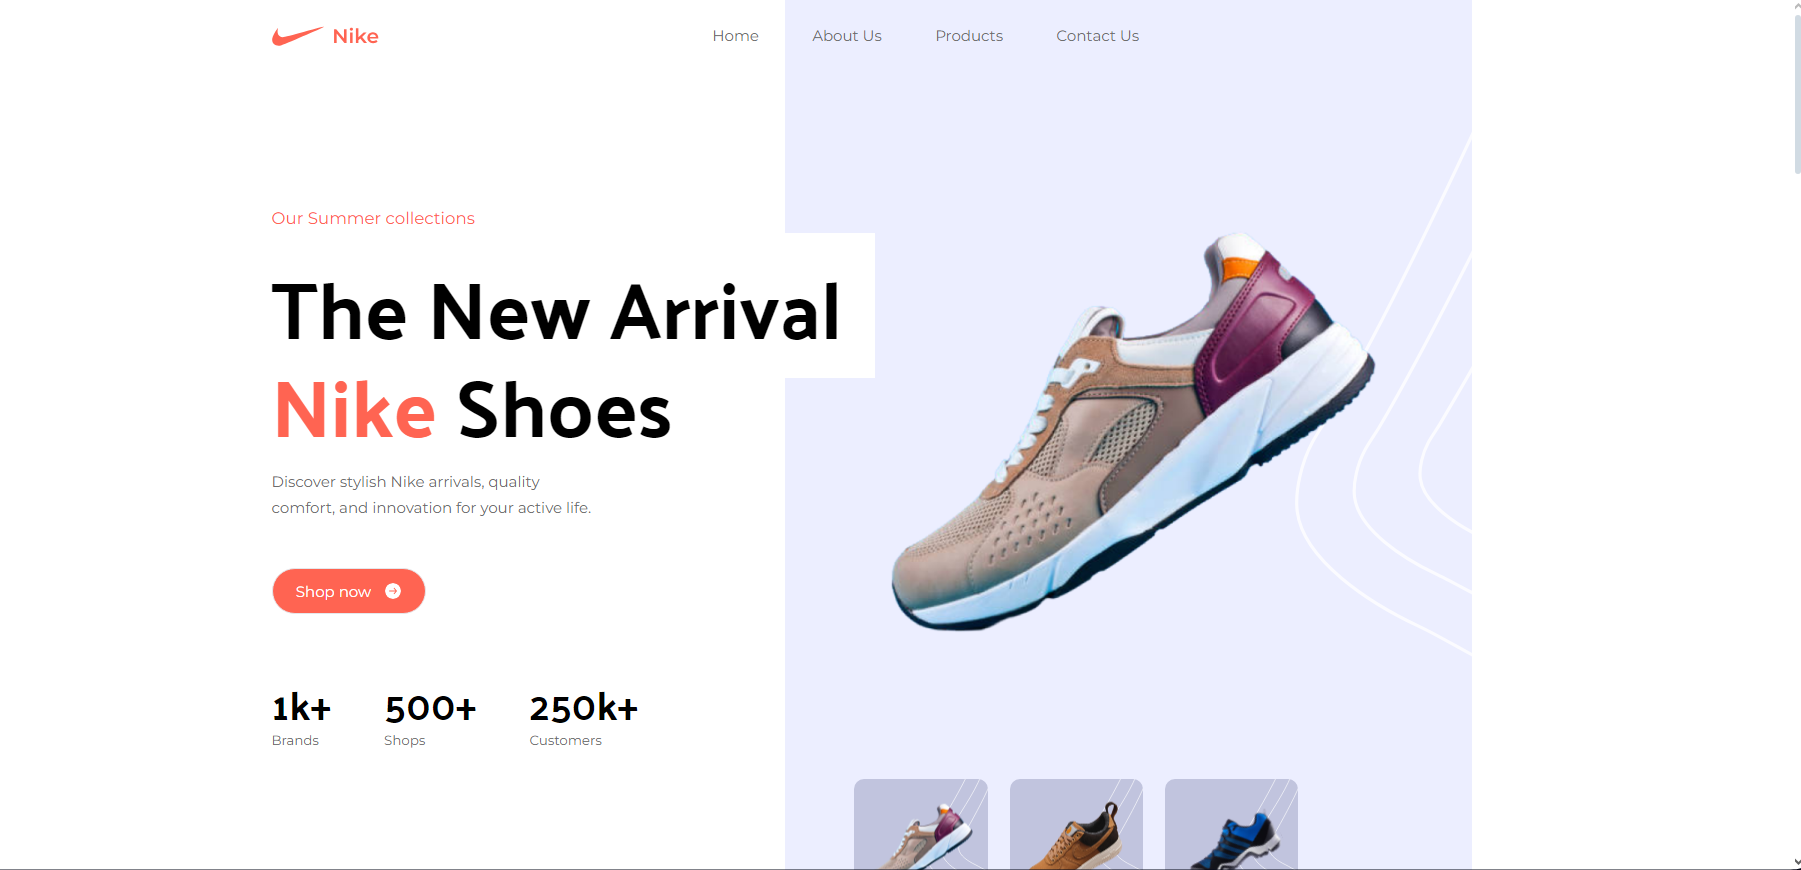 Nike
Home
About Us
Products
Contact Us
Our Summer collections
The New Arrival
Nike Shoes
Discover stylish Nike arrivals, quality
comfort, and innovation for your active life.
Shop now
1k+
Brands
500+
Shops
250k+
Customers